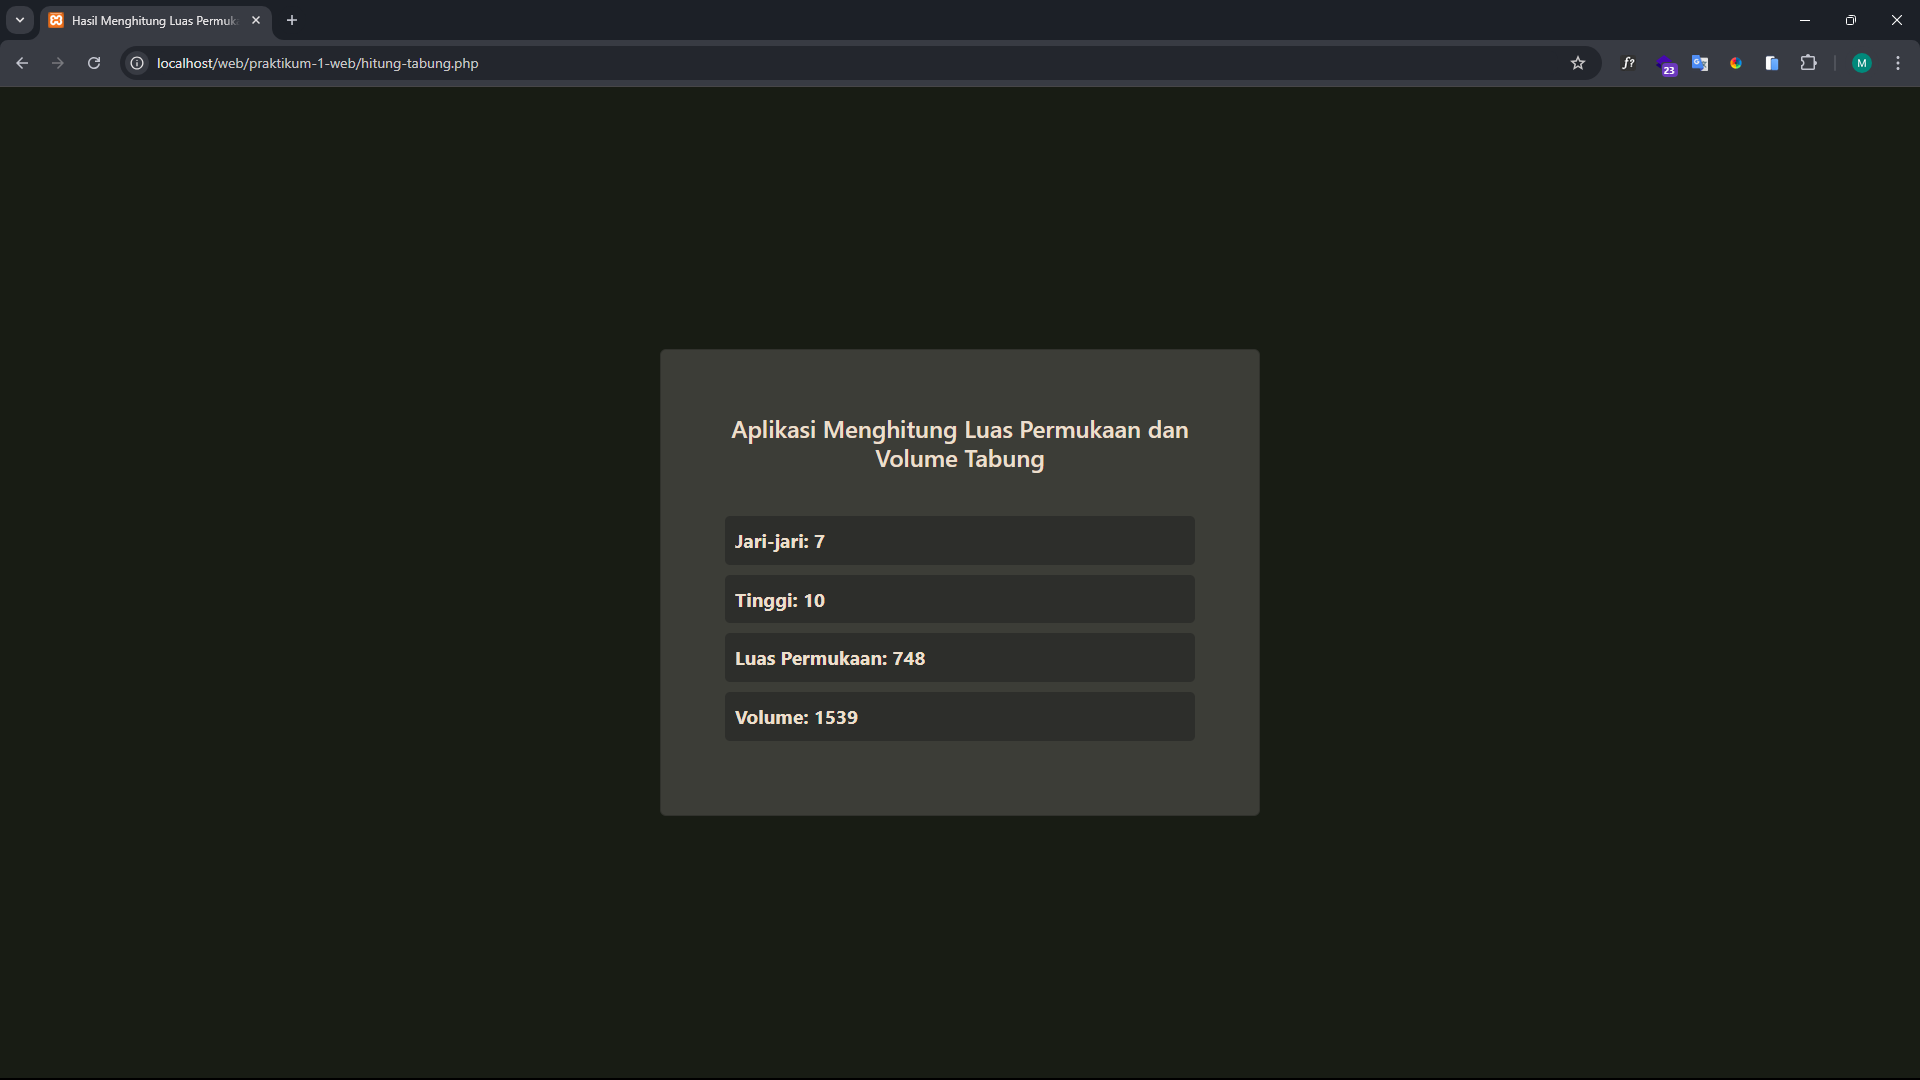 Hasil Menghitung Luas Permuk
localhost/web/praktikum-1-web/hitung-tabung.php
f?
23
M
Aplikasi Menghitung Luas Permukaan dan
Volume Tabung
Jari-jari: 7
Tinggi: 10
Luas Permukaan: 748
Volume: 1539